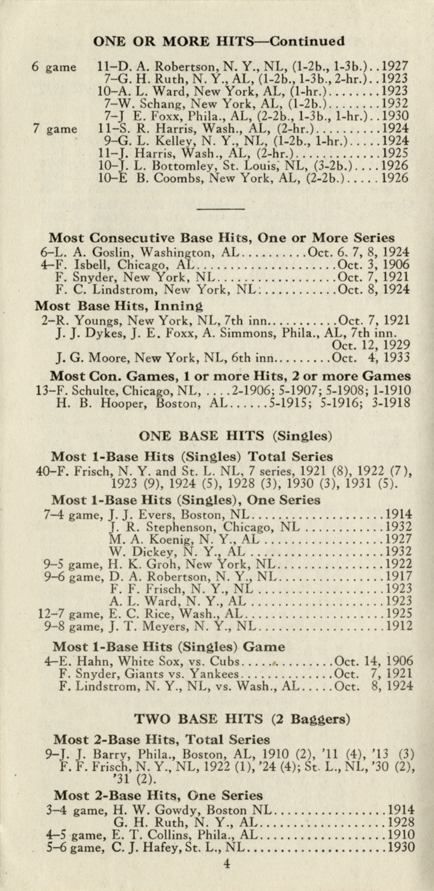 ONE OR MORE HITS—Continued
6 game 11–D. A. Robertson, N. Y., NL, (1-2b., 1-3b.)..1927
7–G. H. Ruth, N. Y., AL, (1-2b., 1-3b., 2-hr.)....1923
10–A. L. Ward, New York, AL, (1-hr.)........1923
7–W. Schang, New York, AL, (1-2b.).......1932
7–J E. Foxx, Phila., AL, (2-2b., 1-3b., 1-hr.)..1930
7 game 11–S. R. Harris, Wash., AL, (2-hr.).........1924
9–G. L. Kelley, N. Y., NL, (1-2b., 1-hr.).....1924
11–J. Harris, Wash., AL, (2-hr.)............1925
10–J. L. Bottomley, St. Louis, NL, (3-2b.)....1926
10–E B. Coombs, New York, AL, (2-2b.).....1926
Most Consecutive Base Hits, One or More Series
6–L. A. Goslin, Washington, AL..........Oct. 6. 7, 8, 1924
4–F. Isbell, Chicago, AL..................Oct. 3, 1906
F. Snyder, New York, NL................Oct. 7, 1921
F. C. Lindstrom, New York, NL:..........Oct. 8, 1924
Most Base Hits, Inning
2–R. Youngs, New York, NL, 7th inn..........Oct. 7, 1921
J. J. Dykes, J. E. Foxx, A. Simmons, Phila., AL, 7th inn.
Oct. 12, 1929
J. G. Moore, New York, NL, 6th inn........Oct. 4, 1933
Most Con. Games, 1 or more Hits, 2 or more Games
13–F. Schulte, Chicago, NL, ....2-1906; 5-1907; 5-1908; 1-1910
H. B. Hooper, Boston, AL......5-1915; 5-1916; 3-1918
ONE BASE HITS (Singles)
Most 1-Base Hits (Singles) Total Series
40–F. Frisch, N. Y. and St. L. NL, 7 series, 1921 (8), 1922 (7),
1923 (9), 1924 (5), 1928 (3), 1930 (3), 1931 (5).
Most 1-Base Hits (Singles), One Series
7–4 game, J. J. Evers, Boston, NL..................1914
J. R. Stephenson, Chicago, NL ............1932
M. A. Koenig, N. Y., AL .................1927
W. Dickey, N. Y., AL ...................1932
9–5 game, H. K. Groh, New York, NL..............1922
9–6 game, D. A. Robertson, N. Y., NL..............1917
F. F. Frisch, N. Y., NL .................1923
A. L. Ward, N. Y., AL ..................1923
12–7 game, E. C. Rice, Wash., AL..................1925
9–8 game, J. T. Meyers, N. Y., NL.................1912
Most 1-Base Hits (Singles) Game
4–E. Hahn, White Sox, vs. Cubs............Oct. 14, 1906
F. Snyder, Giants vs. Yankees...........Oct. 7, 1921
F. Lindstrom, N. Y., NL, vs. Wash., AL....Oct. 8, 1924
TWO BASE HITS (2 Baggers)
Most 2-Base Hits, Total Series
9–J. J. Barry, Phila., Boston, AL, 1910 (2), '11 (4), '13 (3)
F. F. Frisch, N. Y., NL, 1922 (1), '24 (4); St. L., NL, '30 (2),
'31 (2).
Most 2-Base Hits, One Series
3–4 game, H. W. Gowdy, Boston NL...............1914
G. H. Ruth, N. Y., AL..................1928
4–5 game, E. T. Collins, Phila., AL................1910
5–6 game, C. J. Hafey, St. L., NL.................1930
4